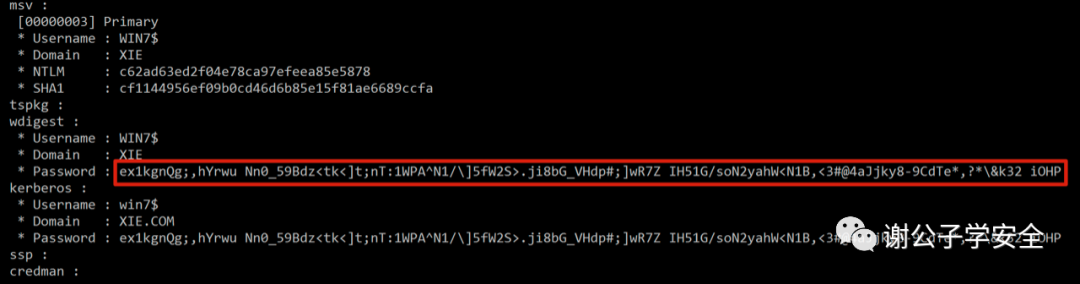 msv :
[00000003] Primary
* Username : WIN7$
* Domain : XIE
* NTLM : c62ad63ed2f04e78ca97efeea85e5878
* SHA1 : cf1144956ef09b0cd46d6b85e15f81ae6689ccfa
tspkg :
wdigest :
* Username : WIN7$
* Domain : XIE
* Password : ex1kgnQg;,hYrwu Nn0_59Bdz<tk<]t;nT:1WPA^N1/\]5fW2S>.ji8bG_VHdp#;]wR7Z IH51G/soN2yahW<N1B,<3#@4aJjky8-9CdTe*,?*\&k32 iOHP
kerberos :
* Username : win7$
* Domain : XIE.COM
* Password : ex1kgnQg;,hYrwu Nn0_59Bdz<tk<]t;nT:1WPA^N1/\]5fW2S>.ji8bG_VHdp#;]wR7Z IH51G/soN2yahW<N1B,<3#
ssp :
credman :
谢公子学安全